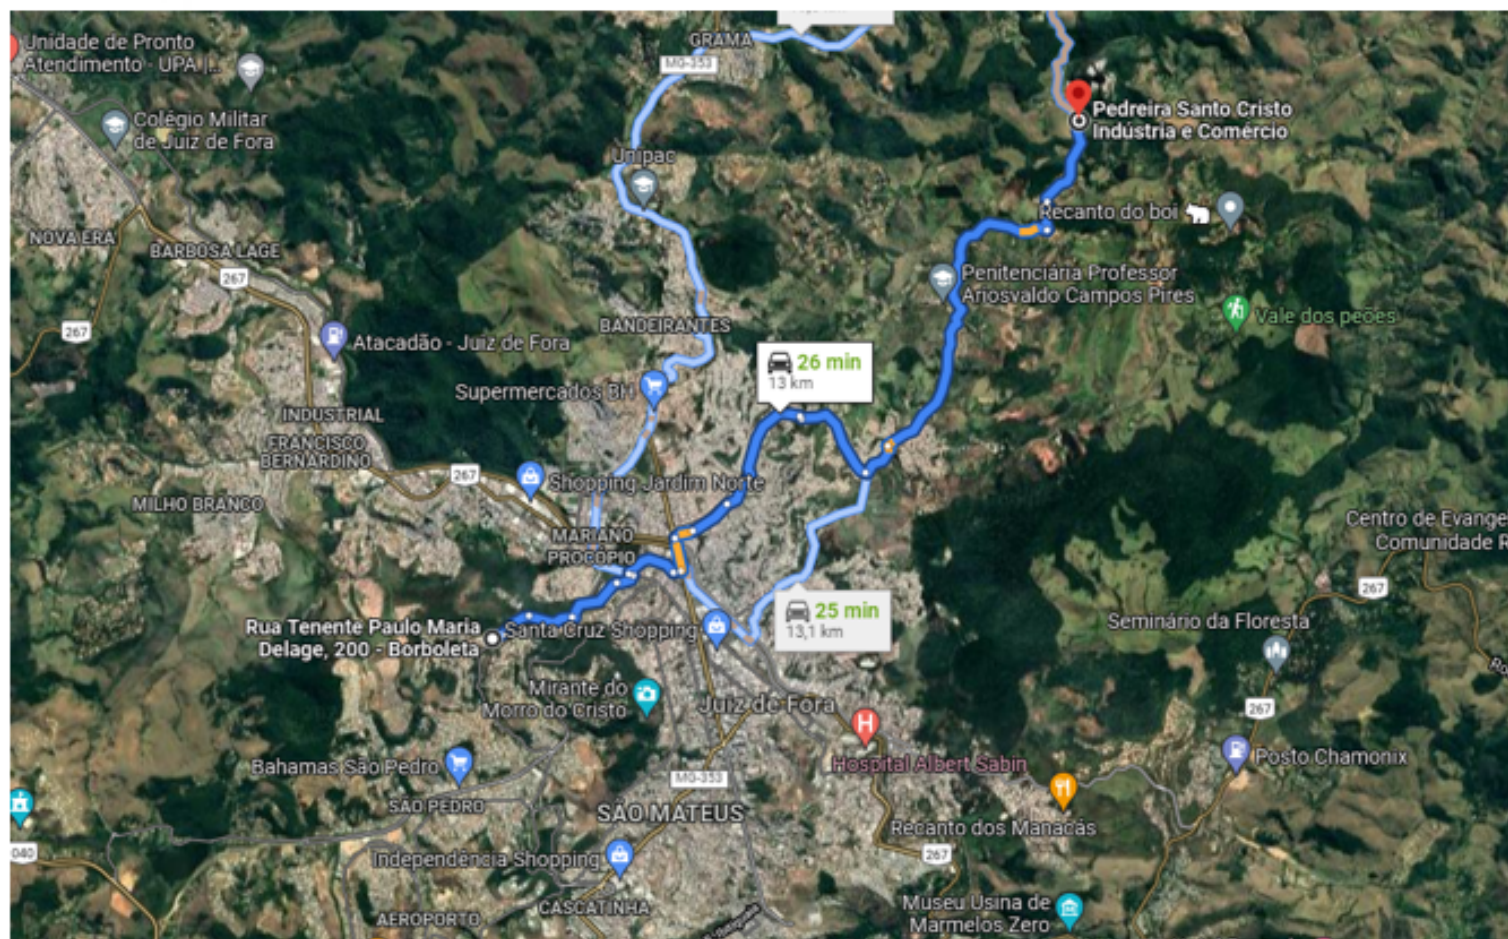 GRAMA
Unidade de Pronto
Atendimento - UPA |...
MG-353
Colégio Militar
de Juiz de Fora
Pedreira Santo Cristo
Indústria e Comércio
Unipac
Recanto do boi
NOVA ERA
BARBOSA LAGE
267
Penitenciária Professor
Ariosvaldo Campos Pires
267
BANDEIRANTES
Vale dos peões
Atacadão - Juiz de Fora
26 min
13 km
Supermercados BH
INDUSTRIAL
FRANCISCO
BERNARDINO
267
Shopping Jardim Norte
MILHO BRANCO
MARIANO
PROCÓPIO
Centro de Evange
Comunidade R
267
25 min
13,1 km
Rua Tenente Paulo Maria
Delage, 200 - Borboleta
Santa Cruz Shopping
Seminário da Floresta
Mirante do
Morro do Cristo
Juiz de Fora
267
Hospital Albert Sabin
Bahamas São Pedro
Posto Chamonix
MG-353
SÃO PEDRO
SÃO MATEUS
Recanto dos Manacás
040
Independência Shopping
267
CASCATINHA
AEROPORTO
Museu Usina de
Marmelos Zero